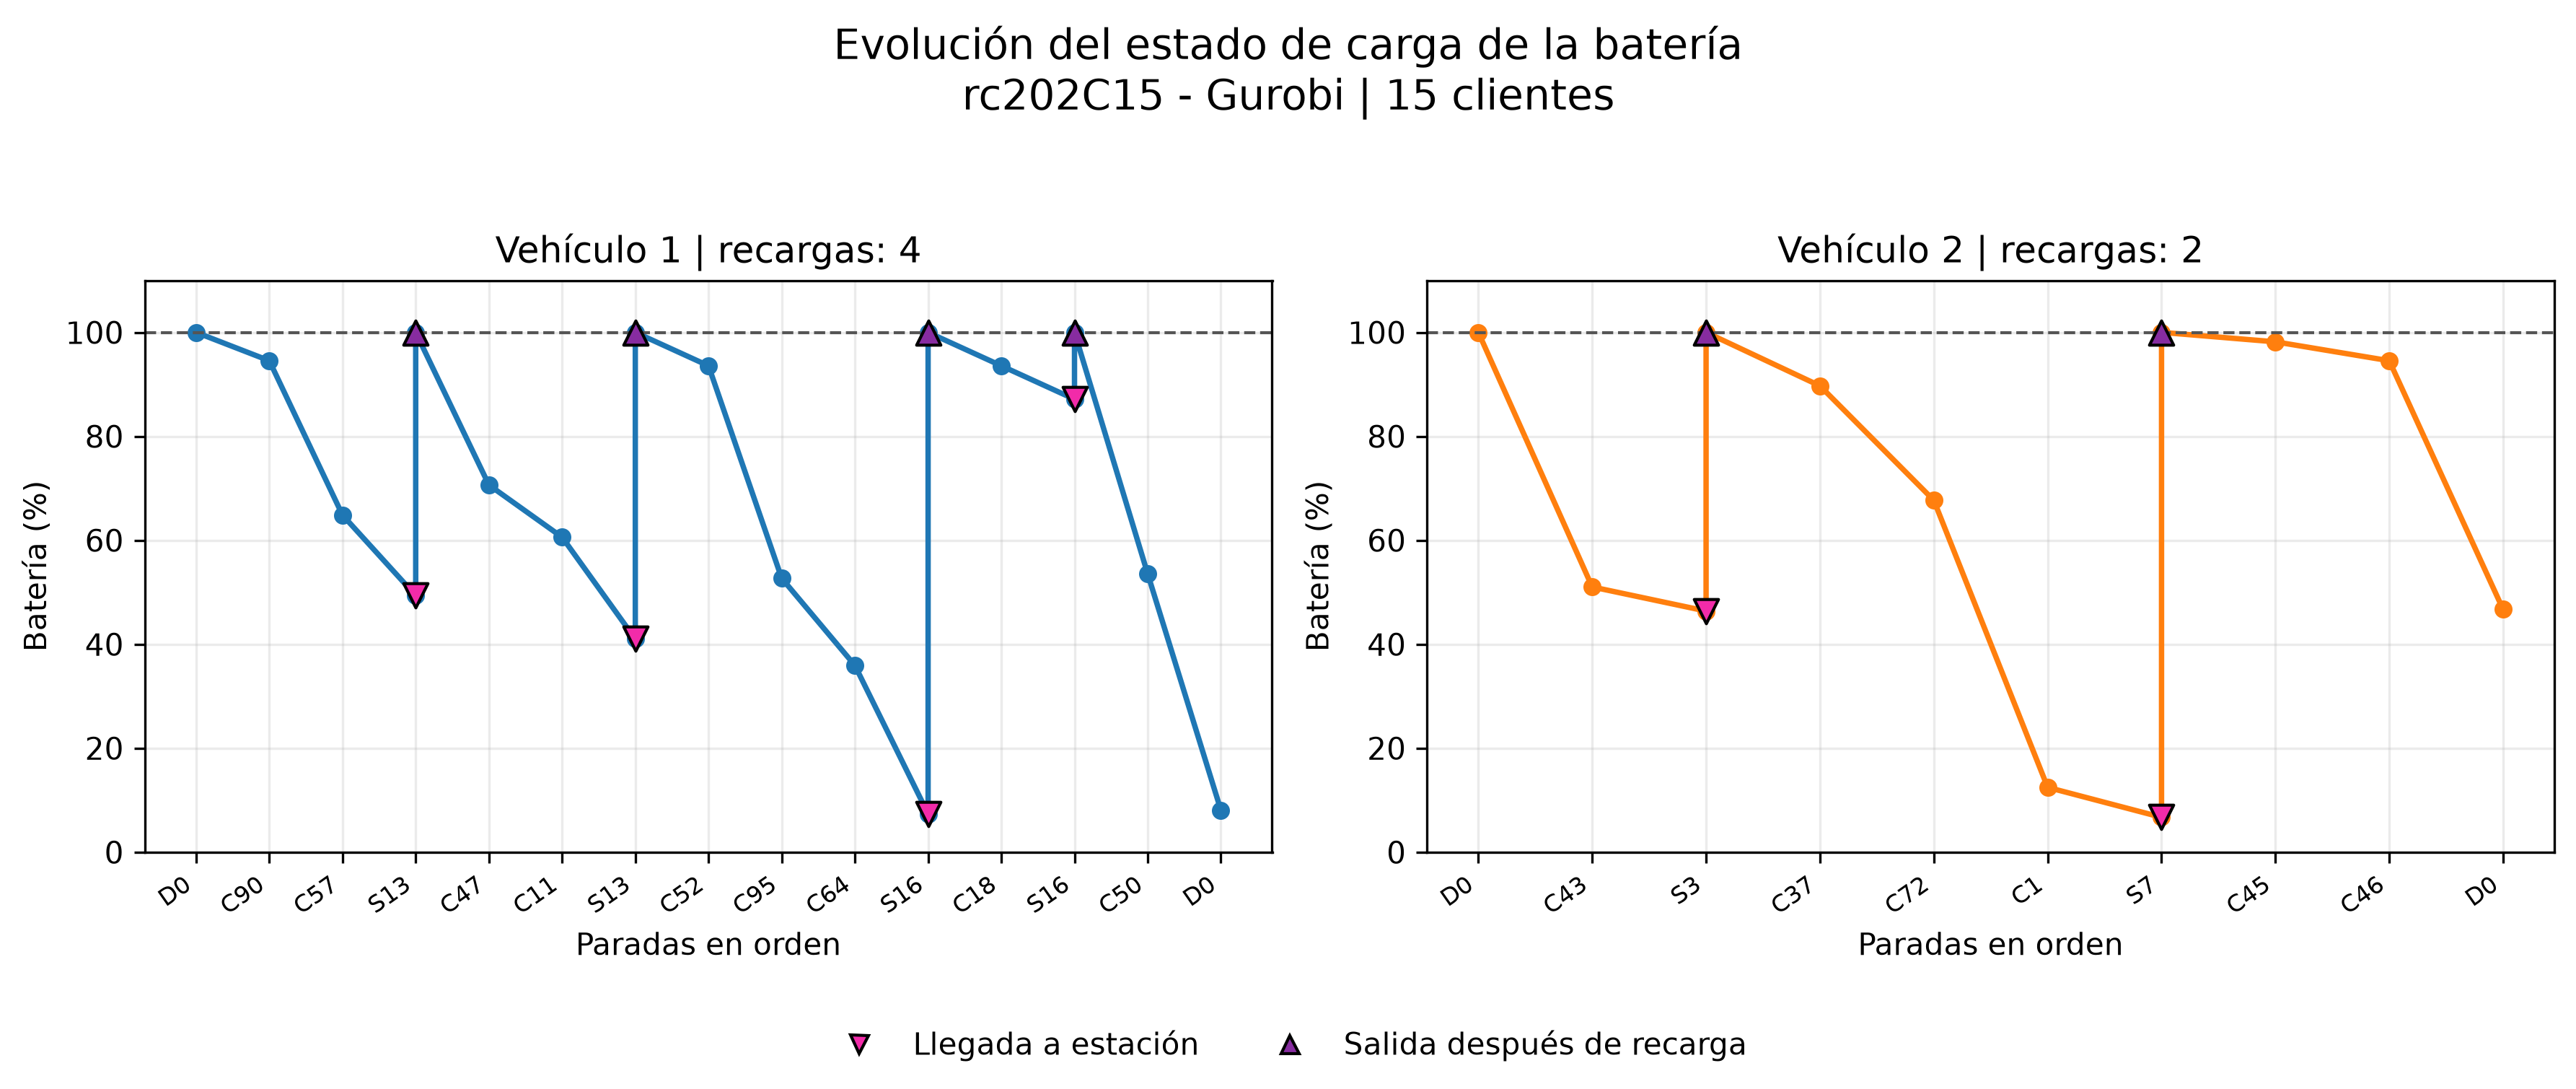 Evolución del estado de carga de la batería
rc202C15 - Gurobi | 15 clientes
Vehículo 1 | recargas: 4
Batería (%)
100
80
60
40
20
0
D0 C90 C57 S13 C47 C11 S13 C52 C95 C64 S16 C18 S16 C50 D0
Paradas en orden
Vehículo 2 | recargas: 2
Batería (%)
100
80
60
40
20
0
D0 C43 S3 C37 C72 C1 S7 C45 C46 D0
Paradas en orden
Llegada a estación
Salida después de recarga